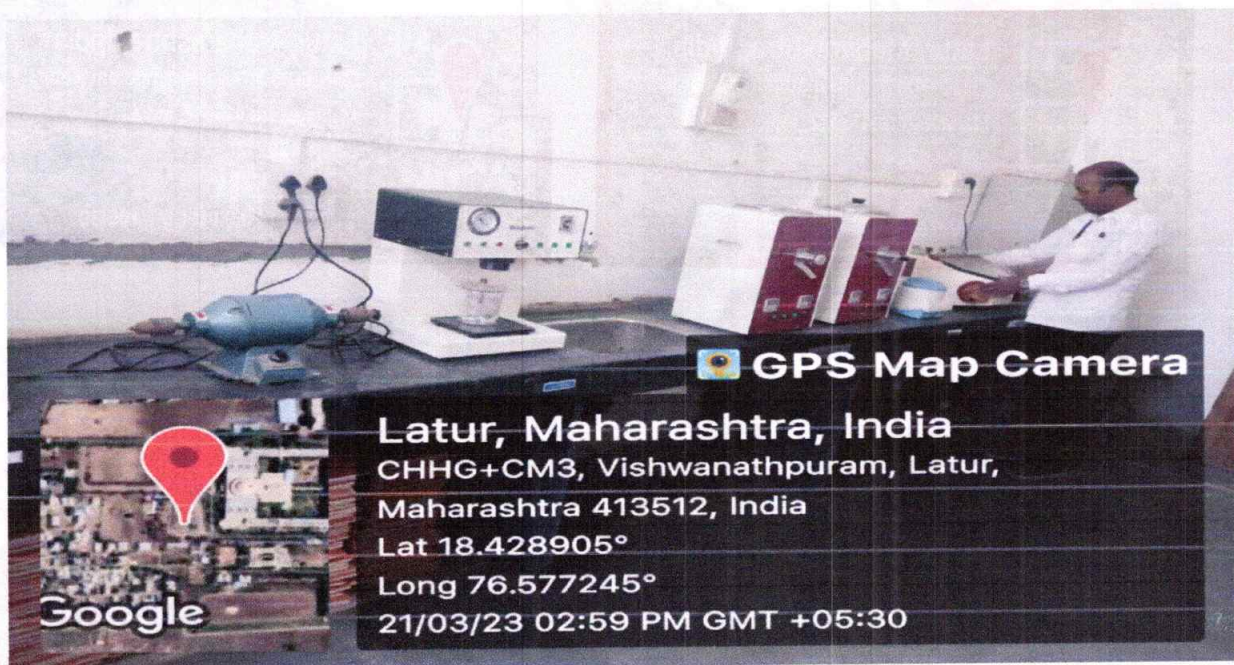 GPS Map Camera
Latur, Maharashtra, India
CHHG+CM3, Vishwanathpuram, Latur,
Maharashtra 413512, India
Lat 18.428905°
Long 76.577245°
21/03/23 02:59 PM GMT +05:30
Google